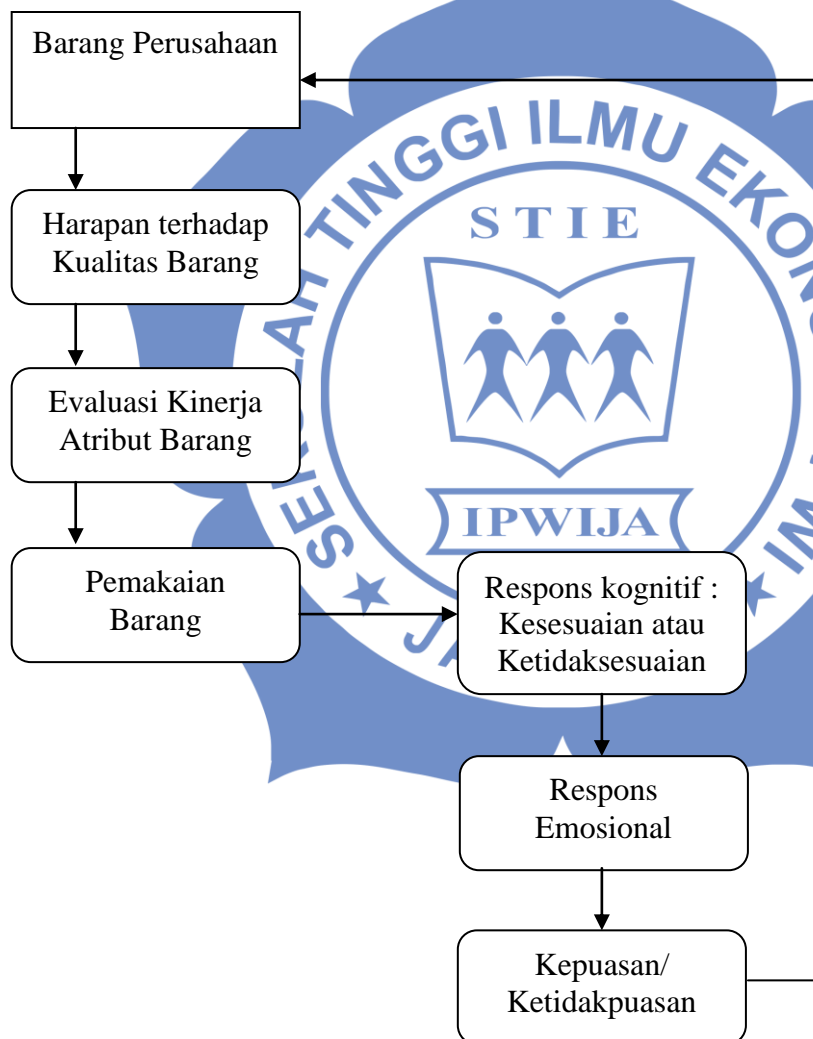 Barang Perusahaan
Harapan terhadap
Kualitas Barang
Evaluasi Kinerja
Atribut Barang
Pemakaian
Barang
Respons kognitif :
Kesesuaian atau
Ketidaksesuaian
Respons
Emosional
Kepuasan/
Ketidakpuasan
TINGGI ILMU
STIE
IPWIJA